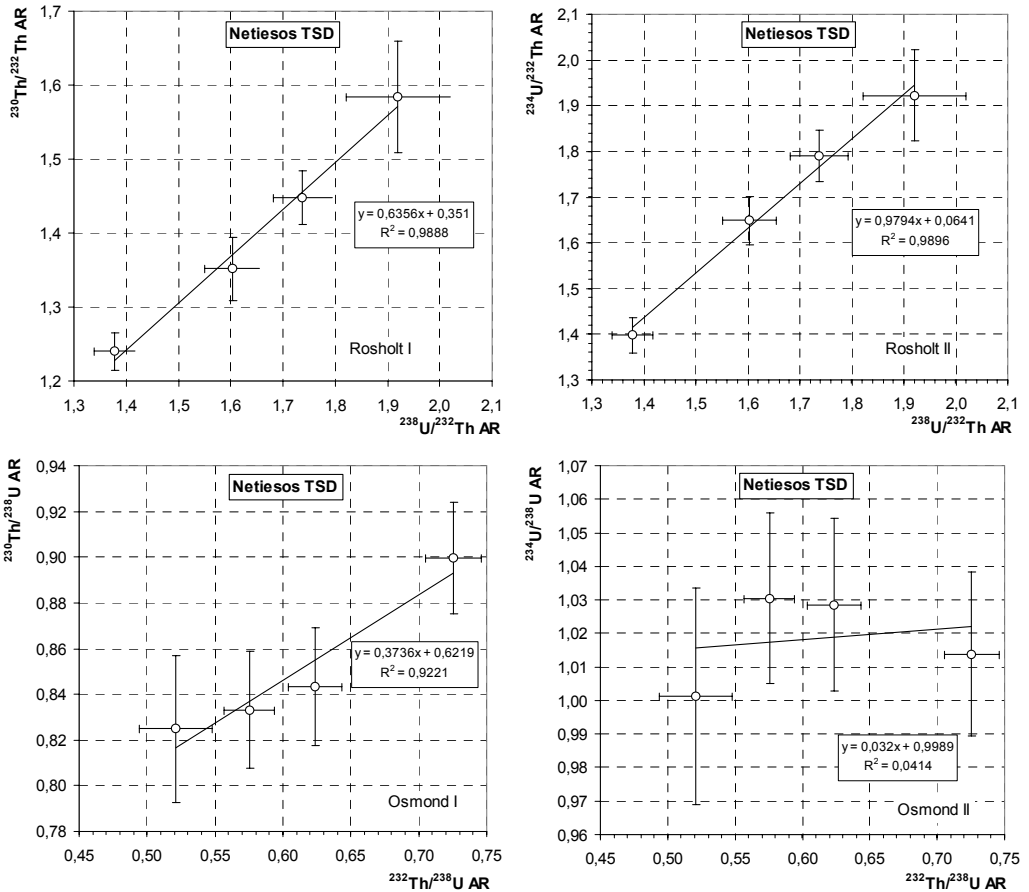 Netiesos TSD
²³⁰Th/²³²Th AR
1,7
1,6
1,5
1,4
1,3
1,2
y = 0,6356x + 0,351
R² = 0,9888
Rosholt I
1,3 1,4 1,5 1,6 1,7 1,8 1,9 2,0 2,1
²³⁸U/²³²Th AR
Netiesos TSD
²³⁴U/²³²Th AR
2,1
2,0
1,9
1,8
1,7
1,6
1,5
1,4
1,3
y = 0,9794x + 0,0641
R² = 0,9896
Rosholt II
1,3 1,4 1,5 1,6 1,7 1,8 1,9 2,0 2,1
²³⁸U/²³²Th AR
Netiesos TSD
²³⁰Th/²³⁸U AR
0,94
0,92
0,90
0,88
0,86
0,84
0,82
0,80
0,78
y = 0,3736x + 0,6219
R² = 0,9221
Osmond I
0,45 0,50 0,55 0,60 0,65 0,70 0,75
²³²Th/²³⁸U AR
Netiesos TSD
²³⁴U/²³⁸U AR
1,07
1,06
1,05
1,04
1,03
1,02
1,01
1,00
0,99
0,98
0,97
0,96
y = 0,032x + 0,9989
R² = 0,0414
Osmond II
0,45 0,50 0,55 0,60 0,65 0,70 0,75
²³²Th/²³⁸U AR